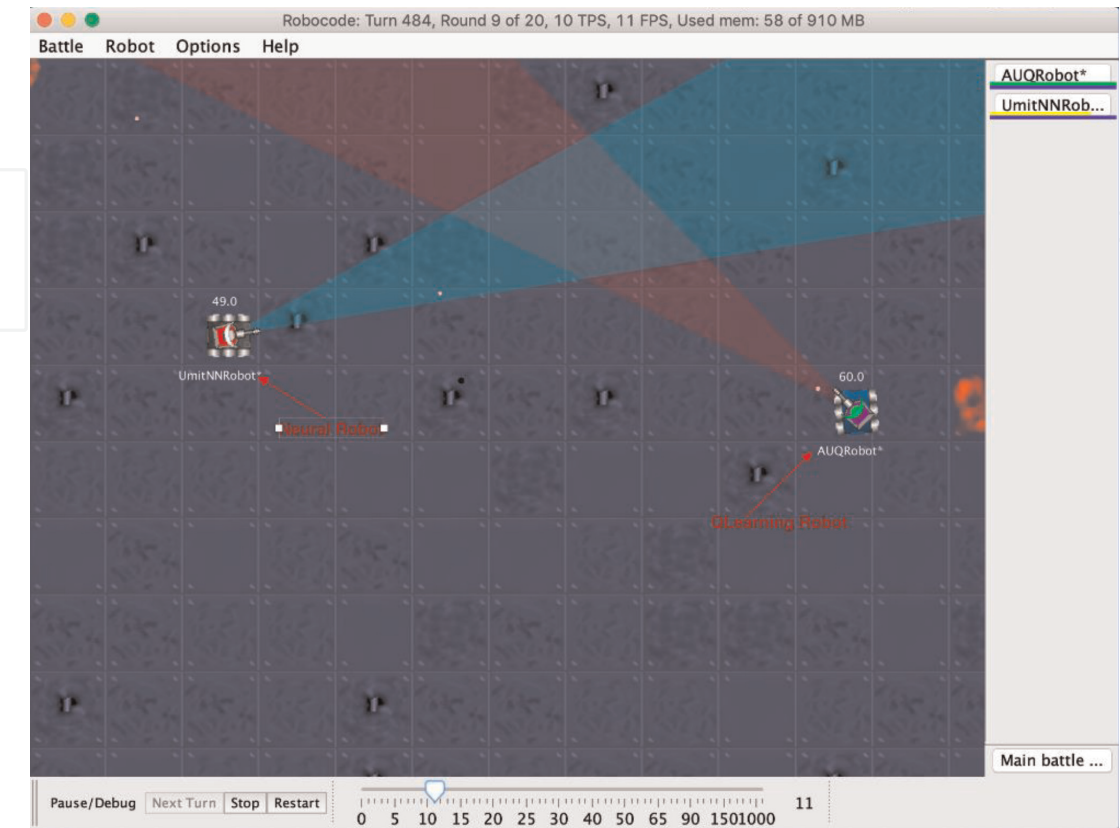 Robocode: Turn 484, Round 9 of 20, 10 TPS, 11 FPS, Used mem: 58 of 910 MB
Battle Robot Options Help
AUQRobot*
UmitNNRob...
49.0
UmitNNRobot*
Neural Robot
60.0
AUQRobot*
QLearning Robot
Main battle ...
Pause/Debug Next Turn Stop Restart
11
0 5 10 15 20 25 30 40 50 65 90 1501000